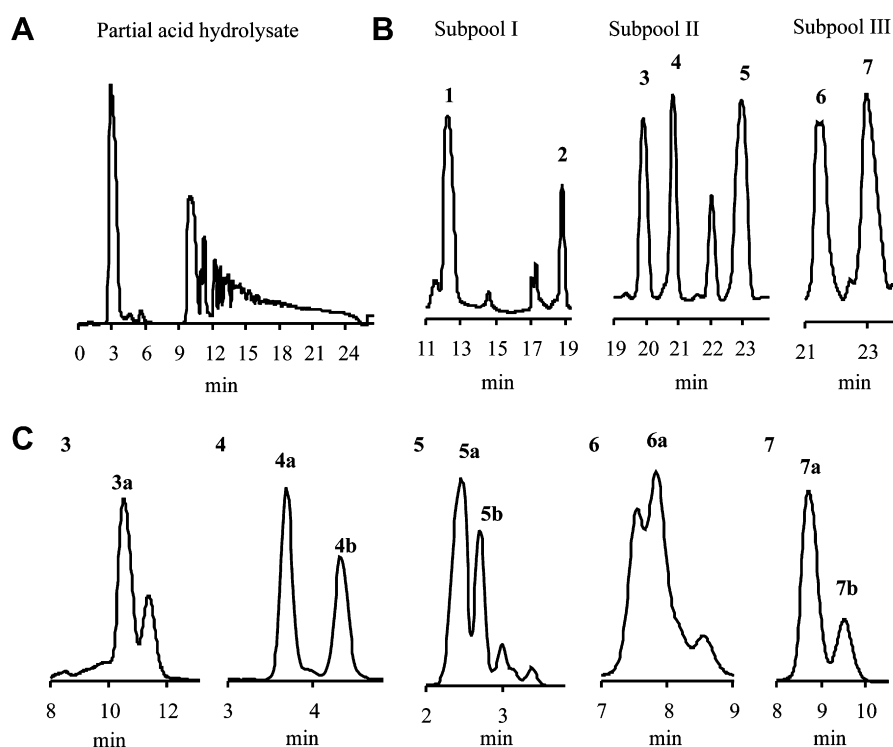 A Partial acid hydrolysate
B Subpool I Subpool II Subpool III
1 2 3 4 5 6 7
0 3 6 9 12 15 18 21 24
min
11 13 15 17 19
min
19 20 21 22 23
min
21 23
min
C
3 3a
8 10 12
min
4 4a 4b
3 4
min
5 5a 5b
2 3
min
6 6a
7 8 9
min
7 7a 7b
8 9 10
min